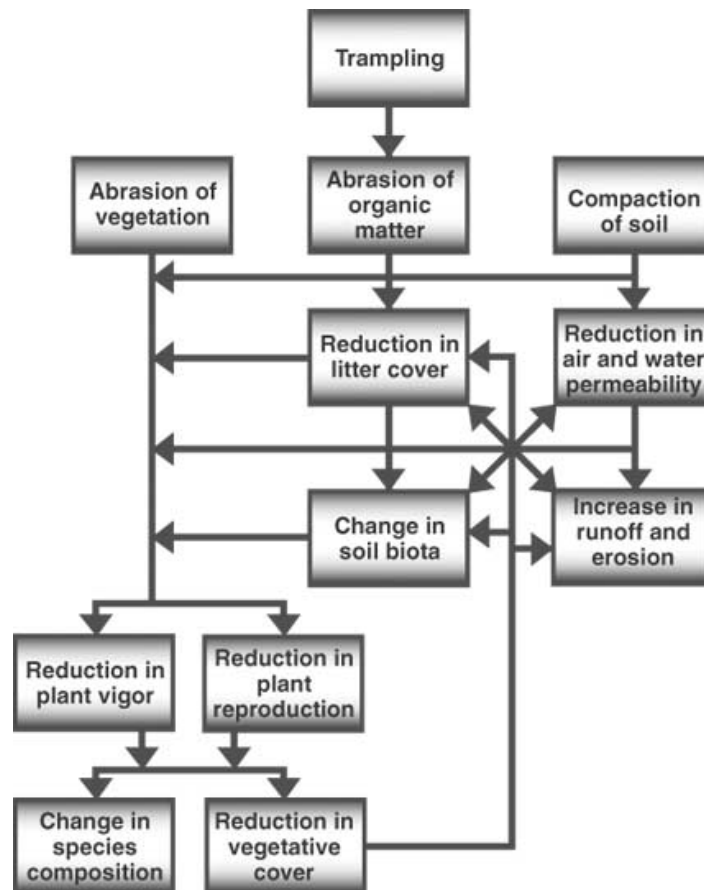 Trampling
Abrasion of
vegetation
Abrasion of
organic
matter
Compaction
of soil
Reduction in
litter cover
Reduction in
air and water
permeability
Change in
soil biota
Increase in
runoff and
erosion
Reduction in
plant vigor
Reduction in
plant
reproduction
Change in
species
composition
Reduction in
vegetative
cover